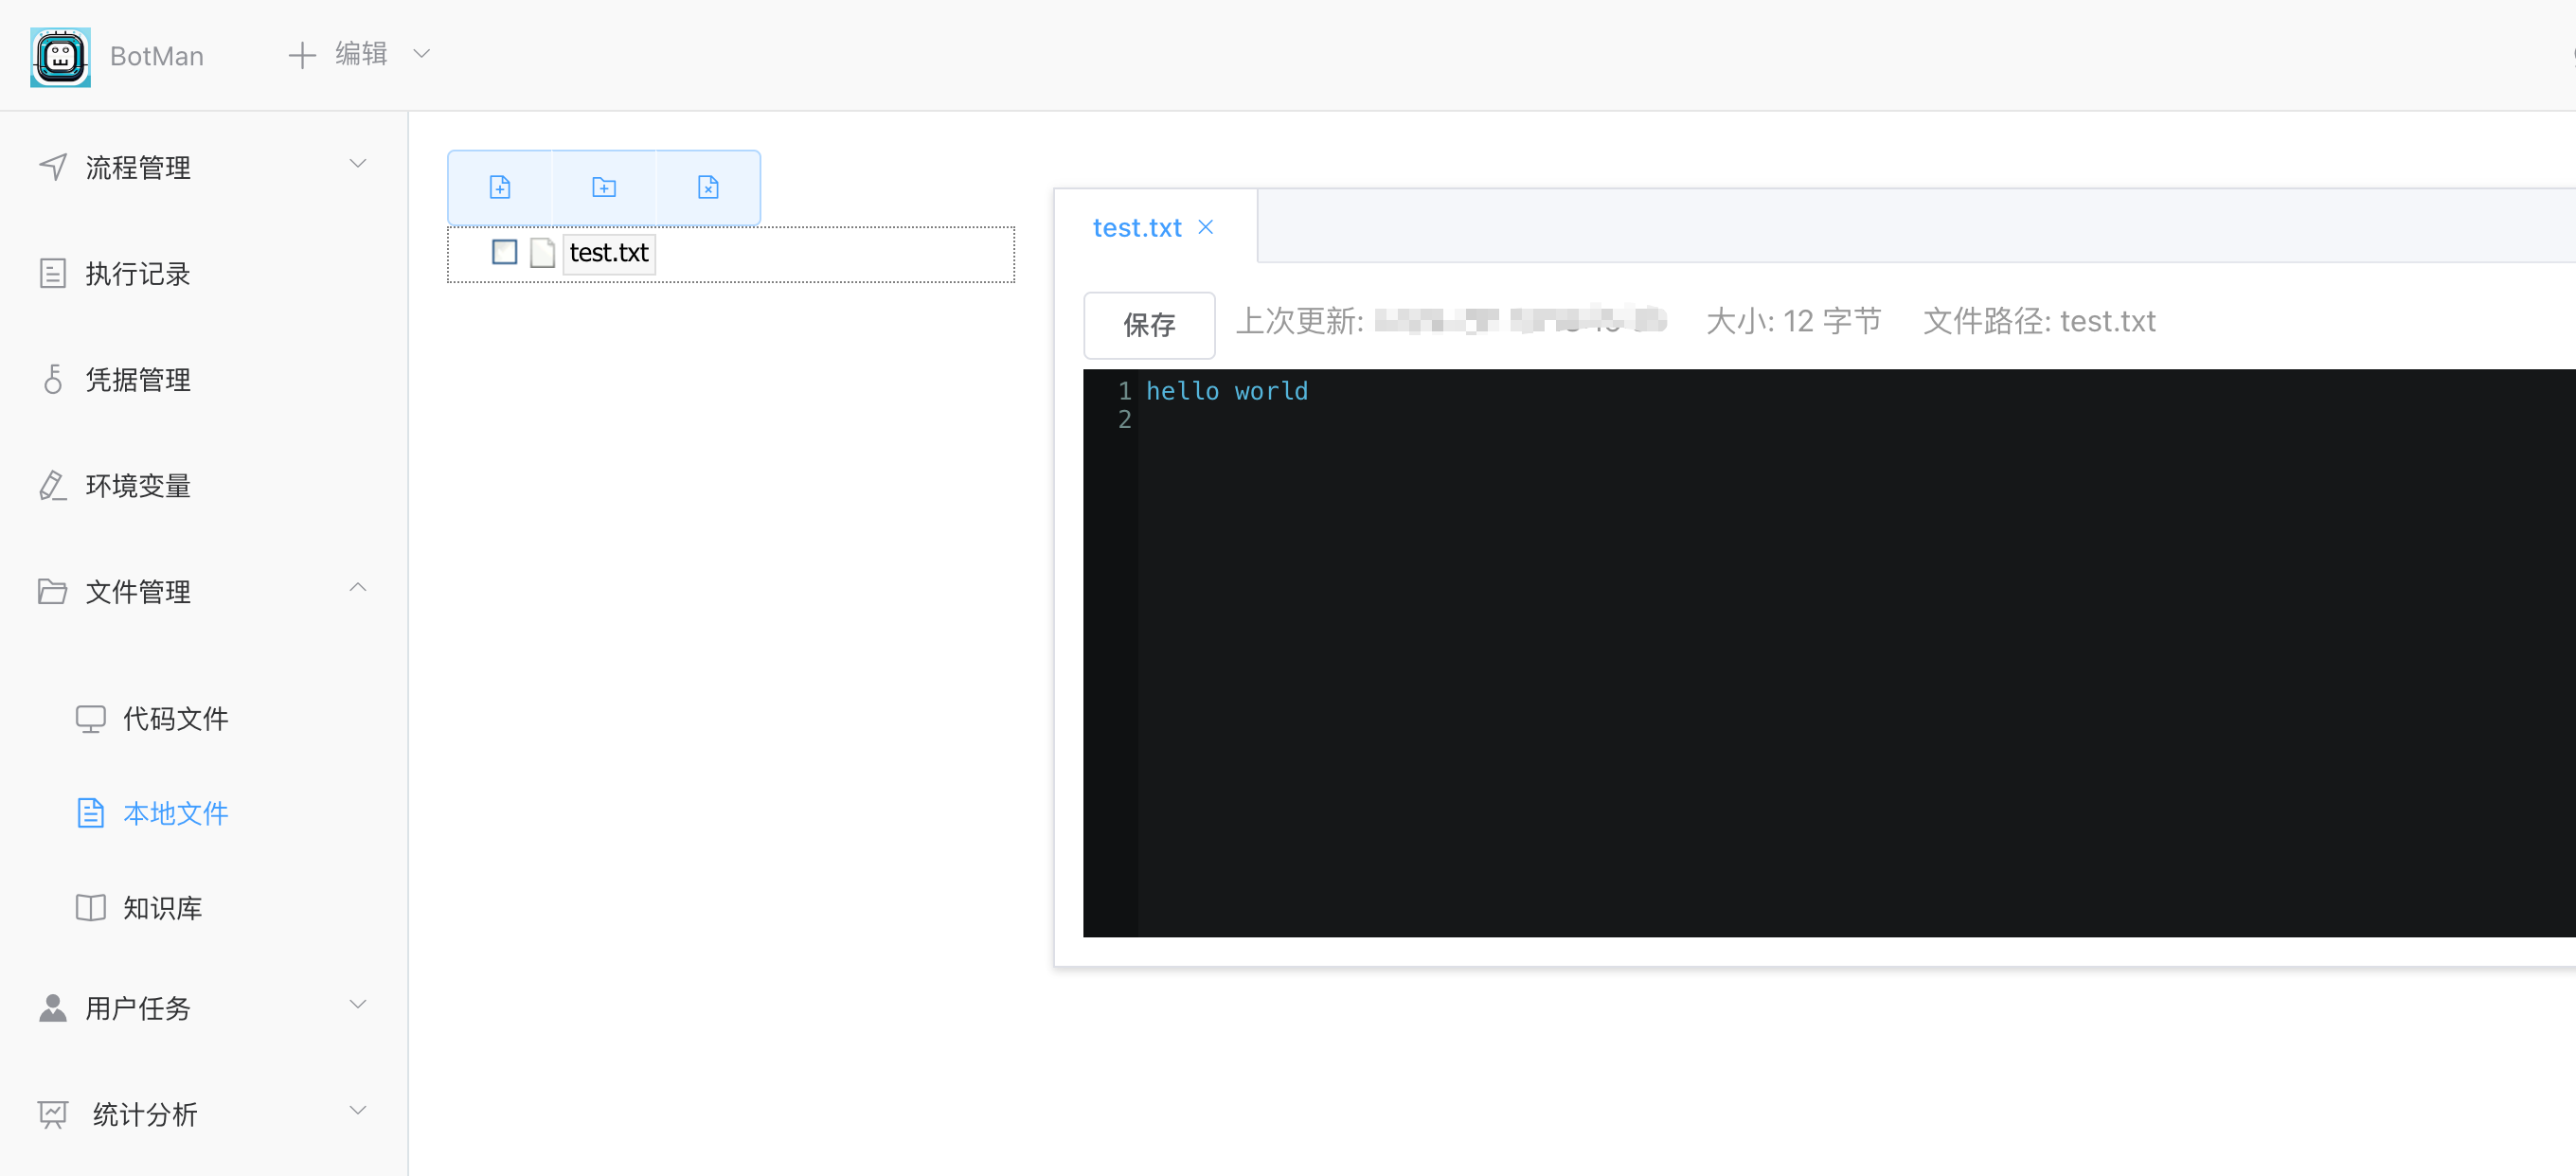 BotMan
编辑
流程管理
执行记录
凭据管理
环境变量
文件管理
代码文件
本地文件
知识库
用户任务
统计分析
test.txt
test.txt
保存 上次更新: 大小: 12 字节 文件路径: test.txt
1 hello world
2